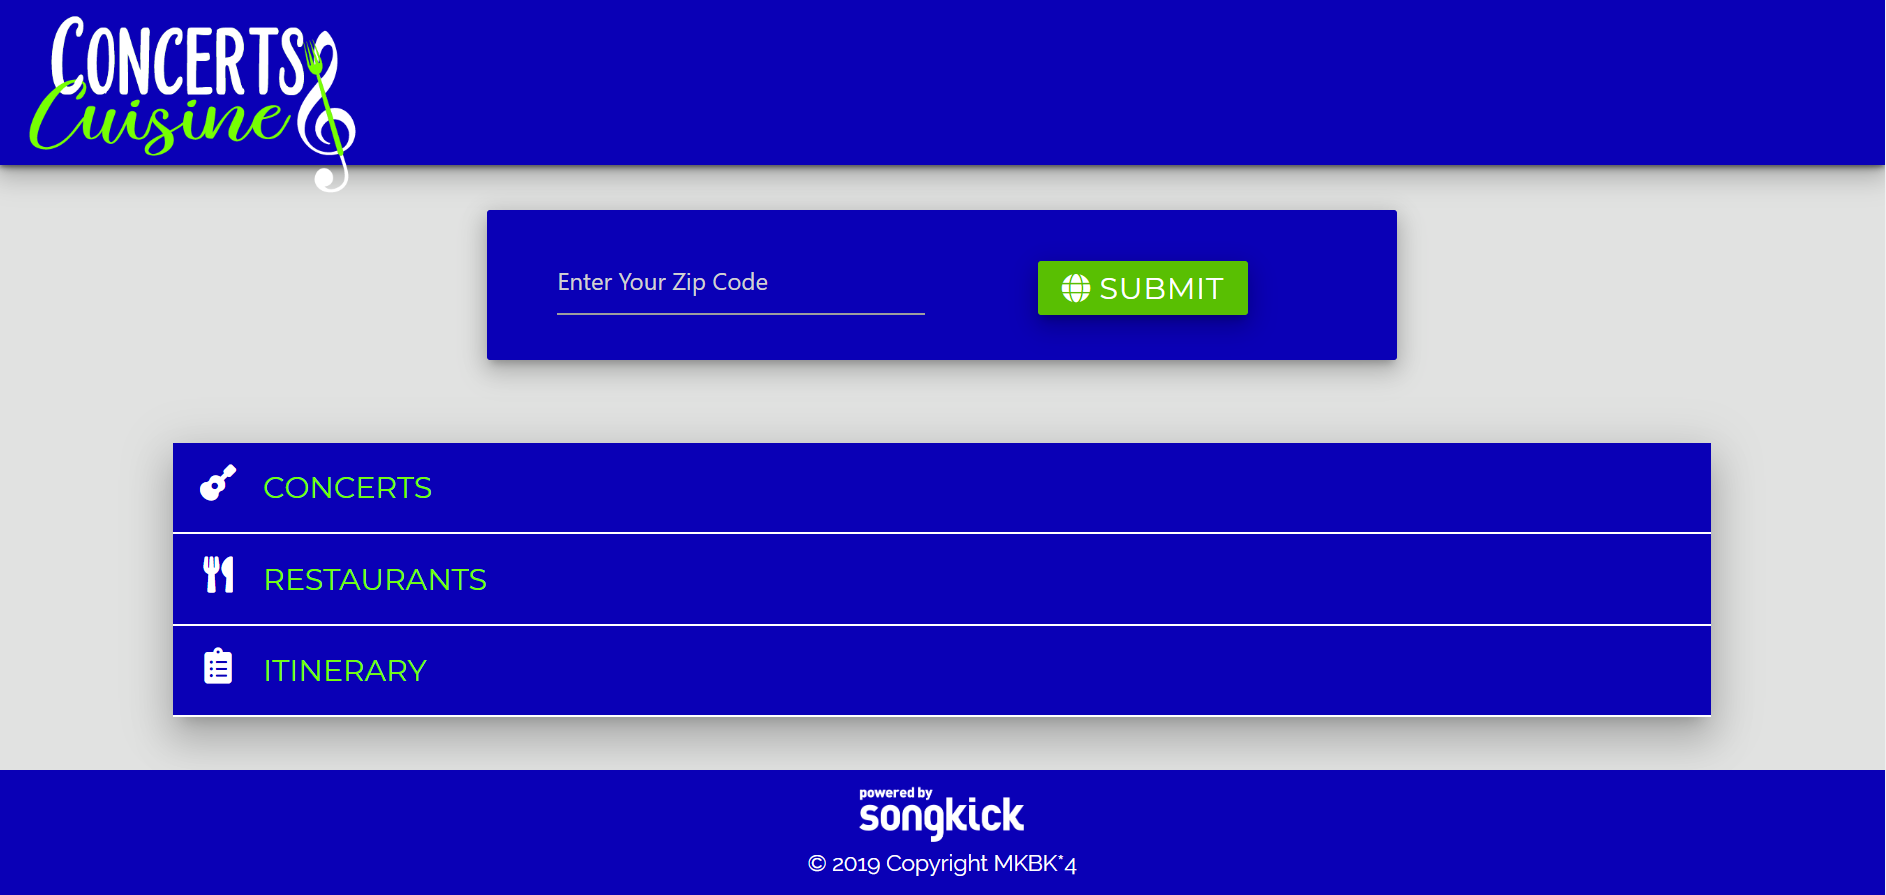 CONCERTS
Cuisine
Enter Your Zip Code
SUBMIT
CONCERTS
RESTAURANTS
ITINERARY
powered by
songkick
© 2019 Copyright MKBK*4